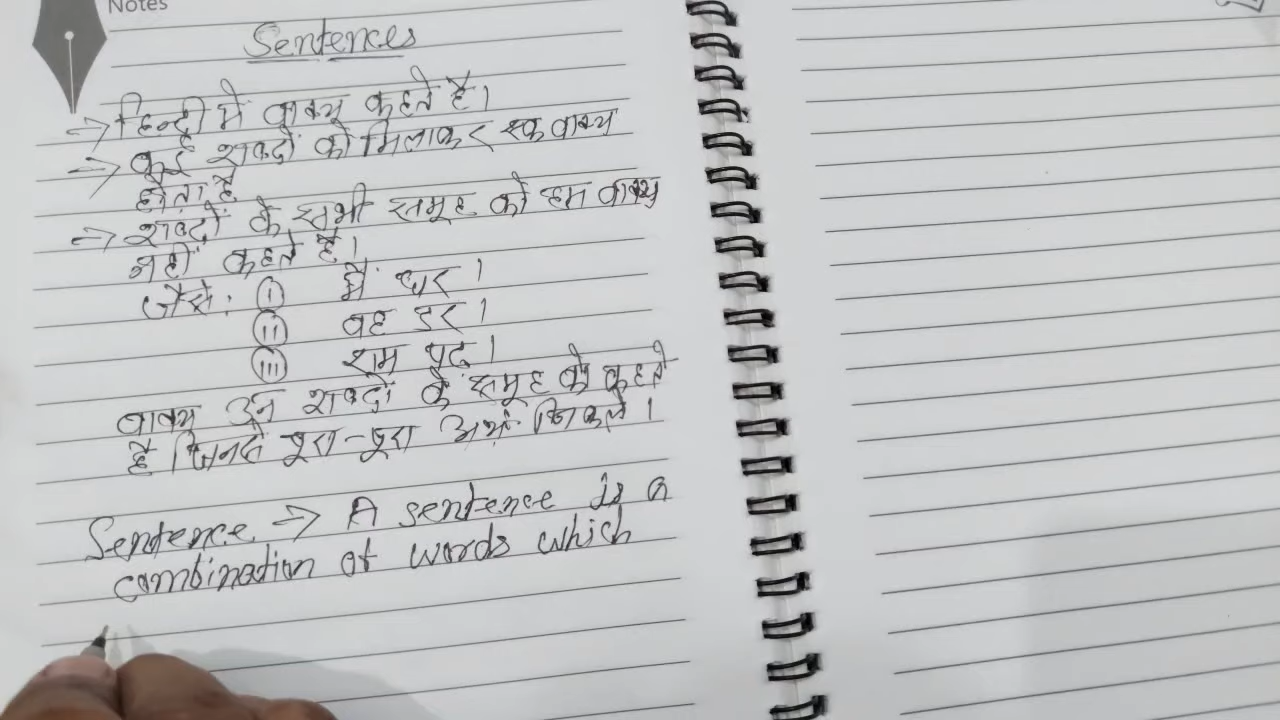 Notes
Sentences
→ हिन्दी में वाक्य कहते है।
→ कई शब्दों को मिलाकर एक वाक्य
होता है
→ शब्दों के सभी समूह को हम वाक्य
नहीं कहते है।
जैसे: (i) मैं घर।
(ii) वह डर।
(iii) राम पढ़।
वाक्य उन शब्दों के समूह को कहते
है जिनसे पूरा-पूरा अर्थ निकले।
Sentence → A sentence is a
combination of words which